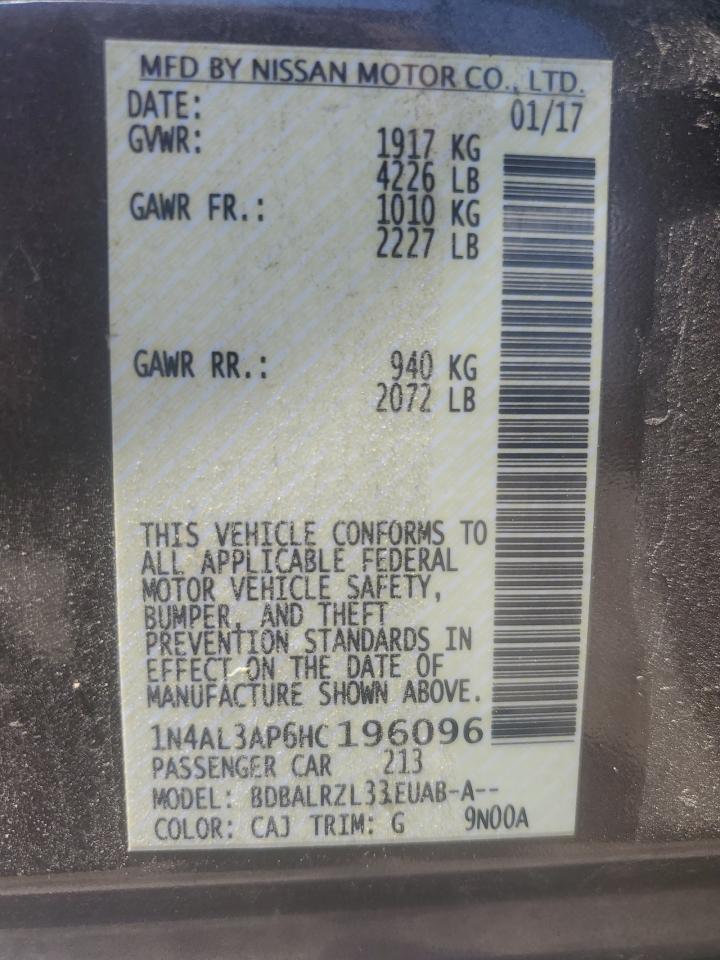 MFD BY NISSAN MOTOR CO., LTD.
DATE: 01/17
GVWR: 1917 KG
4226 LB
GAWR FR.: 1010 KG
2227 LB
GAWR RR.: 940 KG
2072 LB
THIS VEHICLE CONFORMS TO
ALL APPLICABLE FEDERAL
MOTOR VEHICLE SAFETY,
BUMPER, AND THEFT
PREVENTION STANDARDS IN
EFFECT ON THE DATE OF
MANUFACTURE SHOWN ABOVE.
1N4AL3AP6HC196096
PASSENGER CAR 213
MODEL: BDBALRZL33EUAB-A--
COLOR: CAJ TRIM: G 9N00A